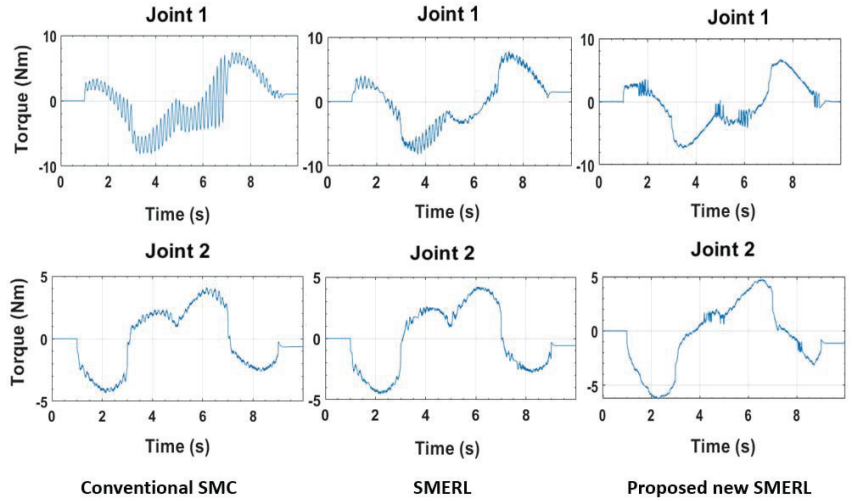 Joint 1 Joint 1 Joint 1
Torque (Nm)
10 10 10
0 0 0
-10 -10 -10
0 2 4 6 8 0 2 4 6 8 0 2 4 6 8
Time (s) Time (s) Time (s)
Joint 2 Joint 2 Joint 2
Torque (Nm)
5 5 5
0 0 0
-5 -5 -5
0 2 4 6 8 0 2 4 6 8 0 2 4 6 8
Time (s) Time (s) Time (s)
Conventional SMC SMERL Proposed new SMERL